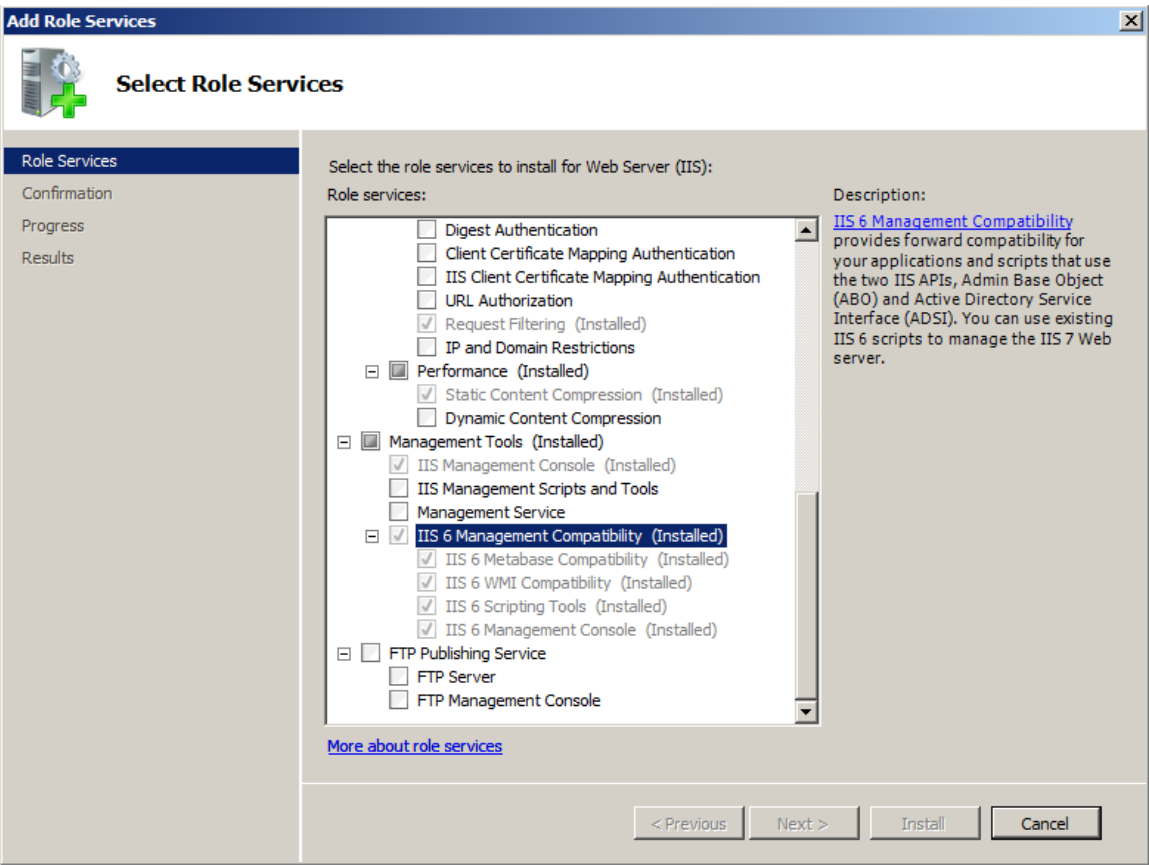 Add Role Services
Select Role Services
Role Services
Confirmation
Progress
Results
Select the role services to install for Web Server (IIS):
Role services:
Digest Authentication
Client Certificate Mapping Authentication
IIS Client Certificate Mapping Authentication
URL Authorization
Request Filtering (Installed)
IP and Domain Restrictions
Performance (Installed)
Static Content Compression (Installed)
Dynamic Content Compression
Management Tools (Installed)
IIS Management Console (Installed)
IIS Management Scripts and Tools
Management Service
IIS 6 Management Compatibility (Installed)
IIS 6 Metabase Compatibility (Installed)
IIS 6 WMI Compatibility (Installed)
IIS 6 Scripting Tools (Installed)
IIS 6 Management Console (Installed)
FTP Publishing Service
FTP Server
FTP Management Console
More about role services
Description:
IIS 6 Management Compatibility
provides forward compatibility for
your applications and scripts that use
the two IIS APIs, Admin Base Object
(ABO) and Active Directory Service
Interface (ADSI). You can use existing
IIS 6 scripts to manage the IIS 7 Web
server.
< Previous
Next >
Install
Cancel